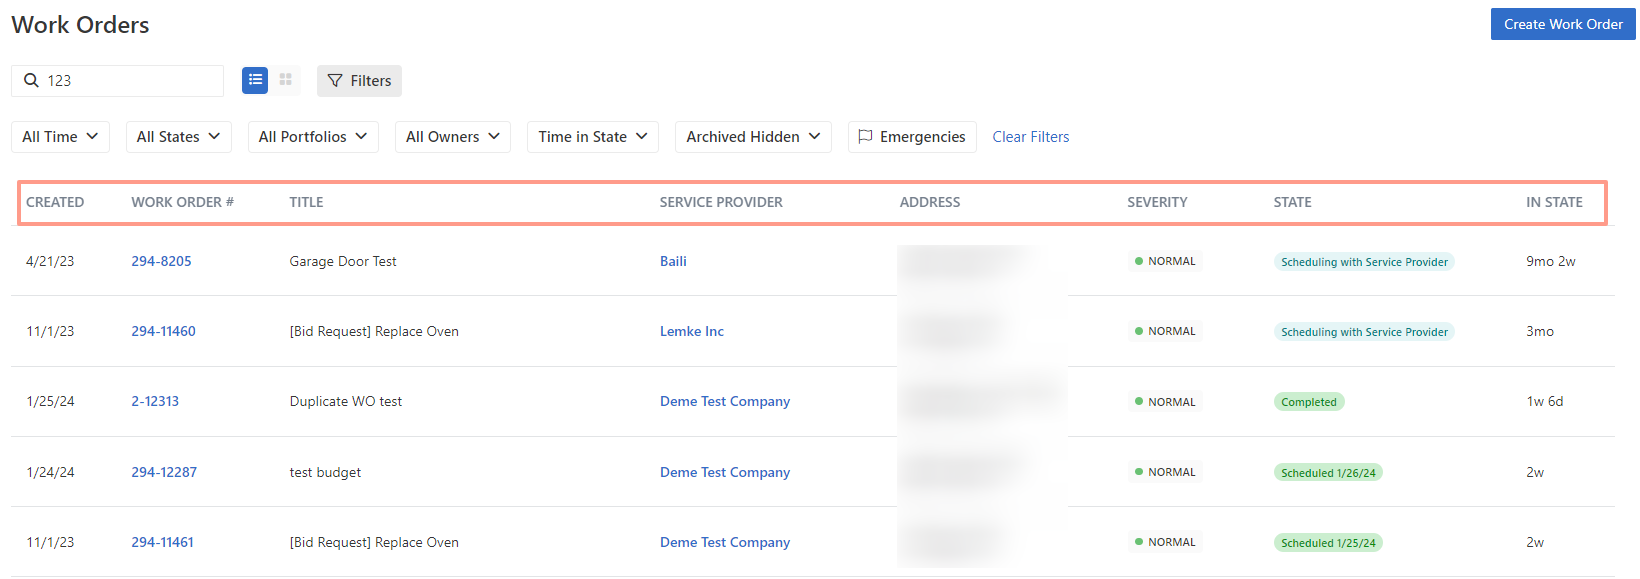 Work Orders
Create Work Order
123
Filters
All Time All States All Portfolios All Owners Time in State Archived Hidden Emergencies Clear Filters
CREATED WORK ORDER # TITLE SERVICE PROVIDER ADDRESS SEVERITY STATE IN STATE
4/21/23 294-8205 Garage Door Test Baili NORMAL Scheduling with Service Provider 9mo 2w
11/1/23 294-11460 [Bid Request] Replace Oven Lemke Inc NORMAL Scheduling with Service Provider 3mo
1/25/24 2-12313 Duplicate WO test Deme Test Company NORMAL Completed 1w 6d
1/24/24 294-12287 test budget Deme Test Company NORMAL Scheduled 1/26/24 2w
11/1/23 294-11461 [Bid Request] Replace Oven Deme Test Company NORMAL Scheduled 1/25/24 2w